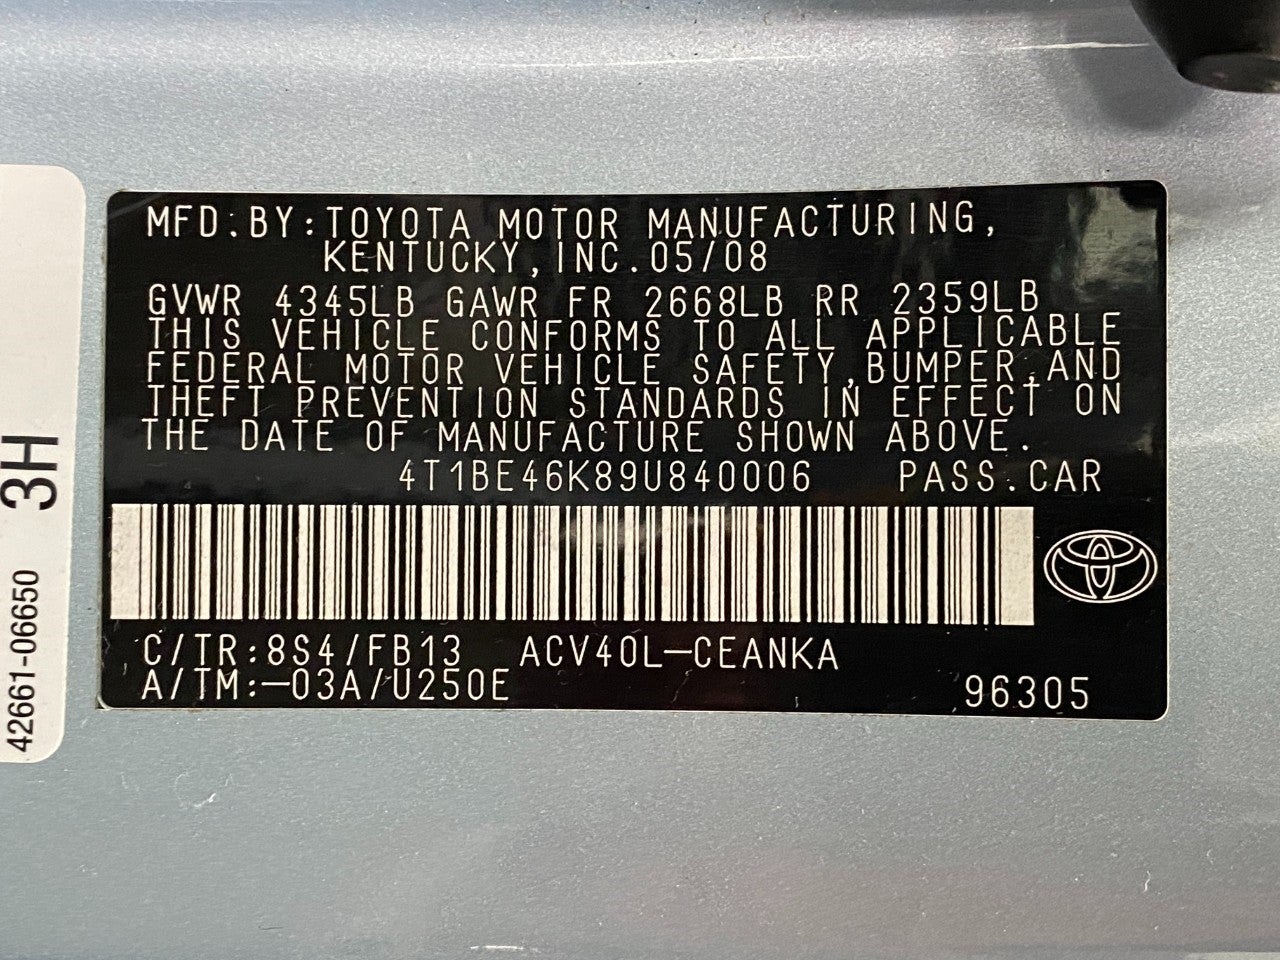 MFD.BY:TOYOTA MOTOR MANUFACTURING,
KENTUCKY,INC.05/08
GVWR 4345LB GAWR FR 2668LB RR 2359LB
THIS VEHICLE CONFORMS TO ALL APPLICABLE
FEDERAL MOTOR VEHICLE SAFETY,BUMPER,AND
THEFT PREVENTION STANDARDS IN EFFECT ON
THE DATE OF MANUFACTURE SHOWN ABOVE.
4T1BE46K89U840006 PASS.CAR
C/TR:8S4/FB13 ACV40L-CEANKA
A/TM:-03A/U250E 96305
42661-06650 3H